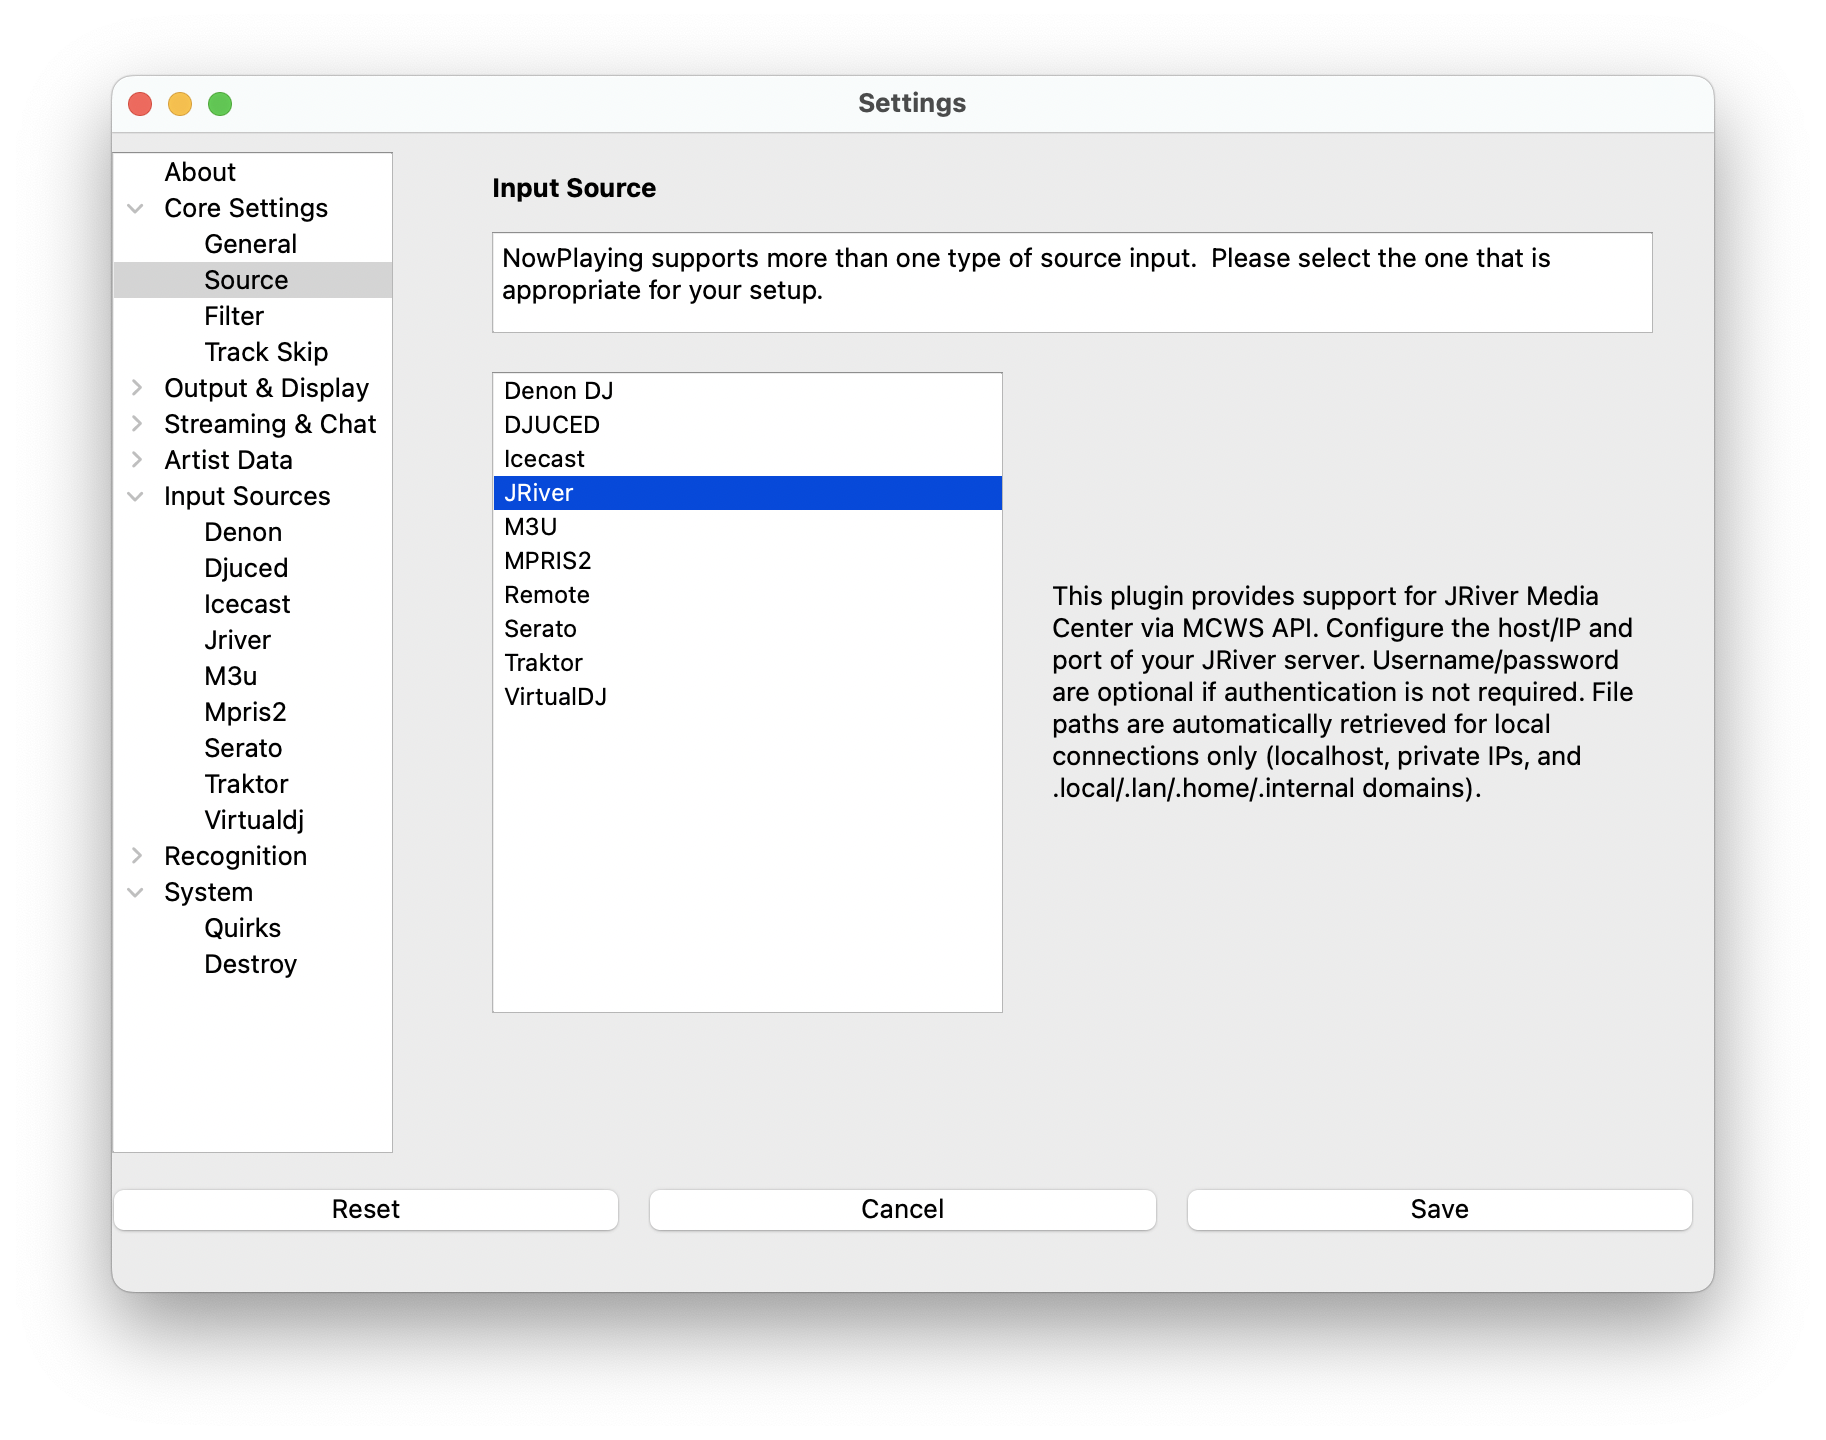 Settings
About
Core Settings
General
Source
Filter
Track Skip
Output & Display
Streaming & Chat
Artist Data
Input Sources
Denon
Djuced
Icecast
Jriver
M3u
Mpris2
Serato
Traktor
Virtualdj
Recognition
System
Quirks
Destroy
Input Source
NowPlaying supports more than one type of source input.  Please select the one that is
appropriate for your setup.
Denon DJ
DJUCED
Icecast
JRiver
M3U
MPRIS2
Remote
Serato
Traktor
VirtualDJ
This plugin provides support for JRiver Media
Center via MCWS API. Configure the host/IP and
port of your JRiver server. Username/password
are optional if authentication is not required. File
paths are automatically retrieved for local
connections only (localhost, private IPs, and
.local/.lan/.home/.internal domains).
Reset
Cancel
Save